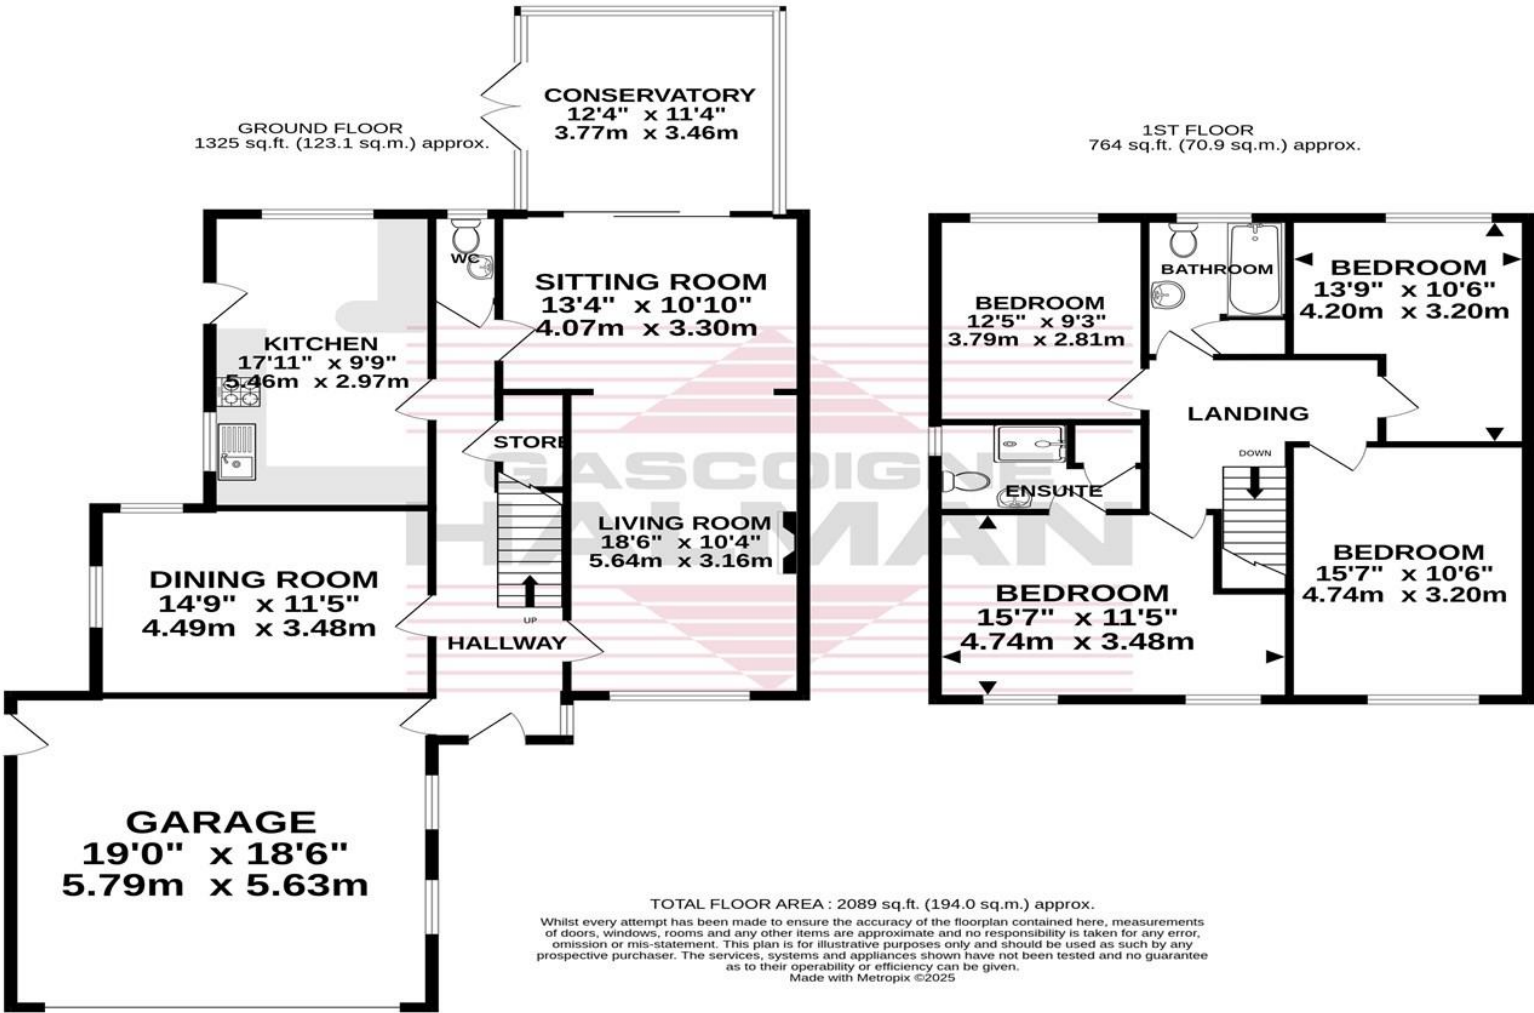 GROUND FLOOR
1325 sq.ft. (123.1 sq.m.) approx.
CONSERVATORY
12'4" x 11'4"
3.77m x 3.46m
WC
SITTING ROOM
13'4" x 10'10"
4.07m x 3.30m
KITCHEN
17'11" x 9'9"
5.46m x 2.97m
STORE
LIVING ROOM
18'6" x 10'4"
5.64m x 3.16m
DINING ROOM
14'9" x 11'5"
4.49m x 3.48m
UP
HALLWAY
GARAGE
19'0" x 18'6"
5.79m x 5.63m
1ST FLOOR
764 sq.ft. (70.9 sq.m.) approx.
BEDROOM
12'5" x 9'3"
3.79m x 2.81m
BATHROOM
BEDROOM
13'9" x 10'6"
4.20m x 3.20m
LANDING
DOWN
ENSUITE
BEDROOM
15'7" x 11'5"
4.74m x 3.48m
BEDROOM
15'7" x 10'6"
4.74m x 3.20m
GASCOIGNE
HALMAN
TOTAL FLOOR AREA : 2089 sq.ft. (194.0 sq.m.) approx.
Whilst every attempt has been made to ensure the accuracy of the floorplan contained here, measurements
of doors, windows, rooms and any other items are approximate and no responsibility is taken for any error,
omission or mis-statement. This plan is for illustrative purposes only and should be used as such by any
prospective purchaser. The services, systems and appliances shown have not been tested and no guarantee
as to their operability or efficiency can be given.
Made with Metropix ©2025